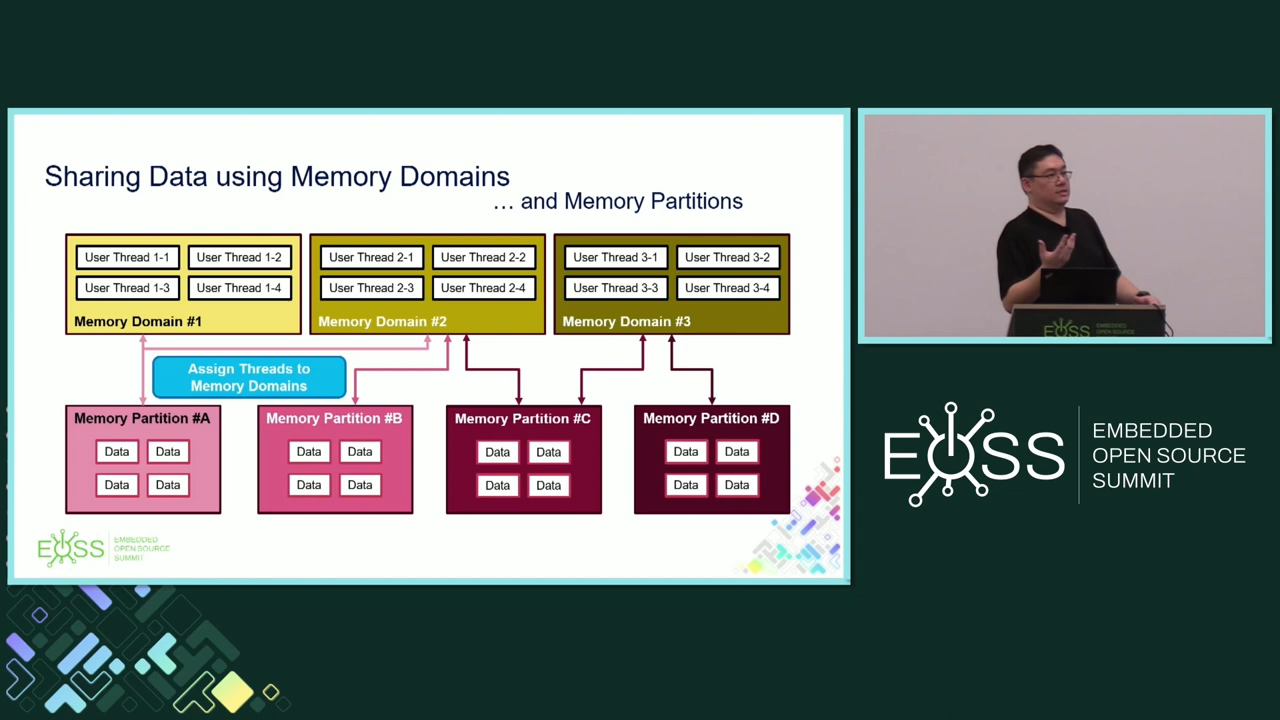 Sharing Data using Memory Domains
... and Memory Partitions
User Thread 1-1
User Thread 1-2
User Thread 1-3
User Thread 1-4
Memory Domain #1
User Thread 2-1
User Thread 2-2
User Thread 2-3
User Thread 2-4
Memory Domain #2
User Thread 3-1
User Thread 3-2
User Thread 3-3
User Thread 3-4
Memory Domain #3
Assign Threads to
Memory Domains
Memory Partition #A
Data
Data
Data
Data
Memory Partition #B
Data
Data
Data
Data
Memory Partition #C
Data
Data
Data
Data
Memory Partition #D
Data
Data
Data
Data
EOSS
EMBEDDED
OPEN SOURCE
SUMMIT
EOSS
EMBEDDED
OPEN SOURCE
EOSS
EMBEDDED
OPEN SOURCE
SUMMIT